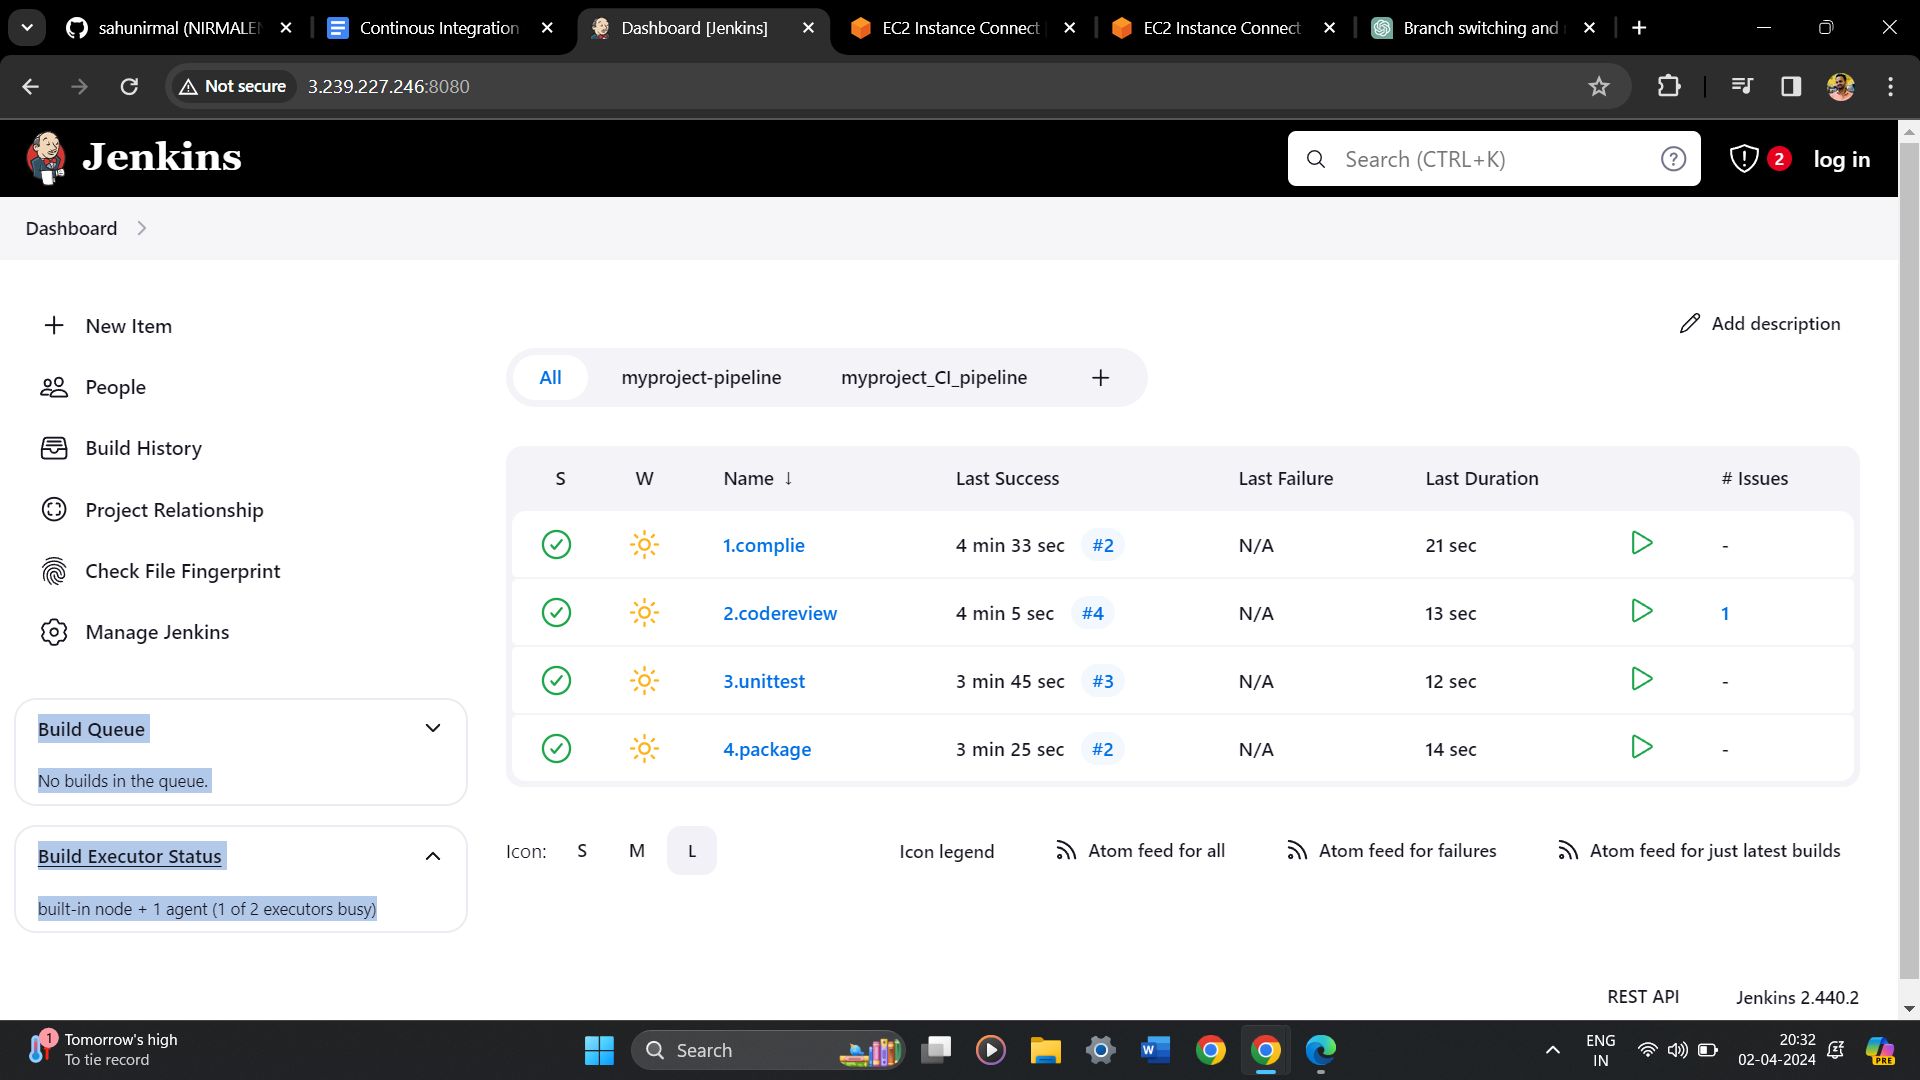 sahunirmal (NIRMALEN
Continous Integration
Dashboard [Jenkins]
EC2 Instance Connect
EC2 Instance Connect
Branch switching and
Not secure
3.239.227.246:8080
Jenkins
Search (CTRL+K)
2
log in
Dashboard
New Item
People
Build History
Project Relationship
Check File Fingerprint
Manage Jenkins
Build Queue
No builds in the queue.
Build Executor Status
built-in node + 1 agent (1 of 2 executors busy)
Add description
All myproject-pipeline myproject_CI_pipeline +
S W Name ↓ Last Success Last Failure Last Duration # Issues
1.complie 4 min 33 sec #2 N/A 21 sec -
2.codereview 4 min 5 sec #4 N/A 13 sec 1
3.unittest 3 min 45 sec #3 N/A 12 sec -
4.package 3 min 25 sec #2 N/A 14 sec -
Icon: S M L Icon legend Atom feed for all Atom feed for failures Atom feed for just latest builds
REST API Jenkins 2.440.2
1
Tomorrow's high
To tie record
Search
W
ENG
IN
20:32
02-04-2024
PRE